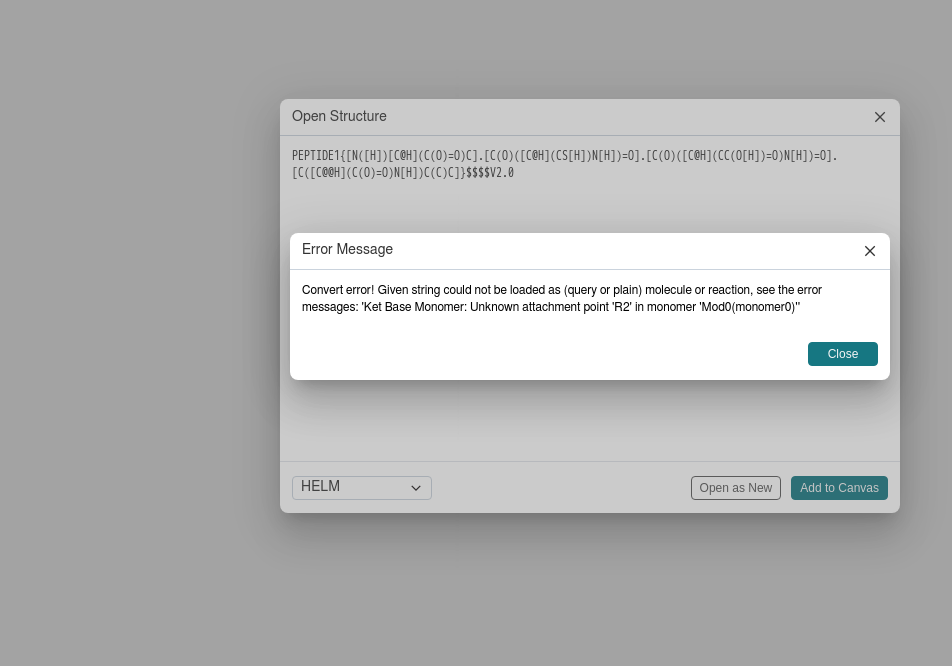 Open Structure
PEPTIDE1{[N([H])[C@H](C(O)=O)C].[C(O)([C@H](CS[H])N[H])=O].[C(O)([C@H](CC(O[H])=O)N[H])=O].
[C([C@@H](C(O)=O)N[H])C(C)C]}$$$$V2.0
Error Message
Convert error! Given string could not be loaded as (query or plain) molecule or reaction, see the error
messages: 'Ket Base Monomer: Unknown attachment point 'R2' in monomer 'Mod0(monomer0)''
Close
HELM
Open as New
Add to Canvas